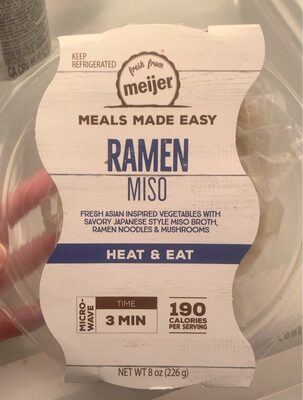 KEEP
REFRIGERATED
fresh from
meijer
MEALS MADE EASY
RAMEN
MISO
FRESH ASIAN INSPIRED VEGETABLES WITH
SAVORY JAPANESE STYLE MISO BROTH,
RAMEN NOODLES & MUSHROOMS
HEAT & EAT
MICRO-
WAVE
TIME
3 MIN
190
CALORIES
PER SERVING
NET WT 8 oz (226 g)